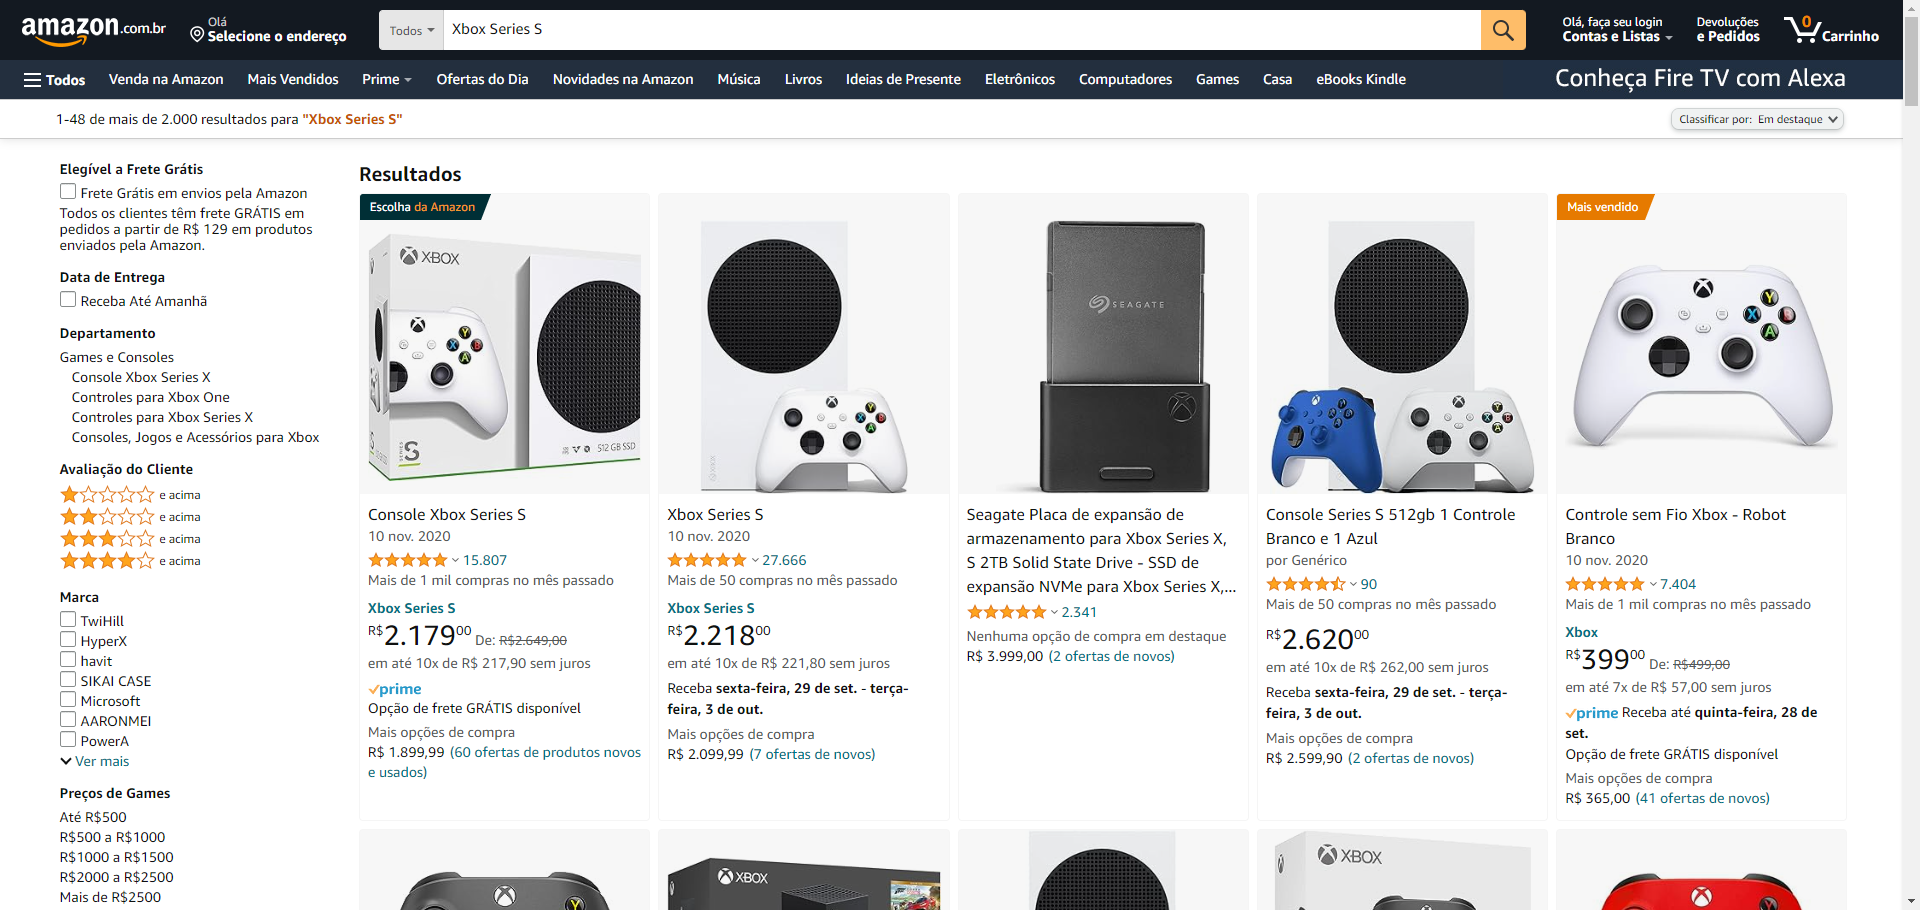 amazon.com.br
Olá
Selecione o endereço
Todos
Xbox Series S
Olá, faça seu login
Contas e Listas
Devoluções
e Pedidos
0
Carrinho
Todos
Venda na Amazon
Mais Vendidos
Prime
Ofertas do Dia
Novidades na Amazon
Música
Livros
Ideias de Presente
Eletrônicos
Computadores
Games
Casa
eBooks Kindle
Conheça Fire TV com Alexa
1-48 de mais de 2.000 resultados para "Xbox Series S"
Classificar por: Em destaque
Elegível a Frete Grátis
Frete Grátis em envios pela Amazon
Todos os clientes têm frete GRÁTIS em
pedidos a partir de R$ 129 em produtos
enviados pela Amazon.
Data de Entrega
Receba Até Amanhã
Departamento
Games e Consoles
Console Xbox Series X
Controles para Xbox One
Controles para Xbox Series X
Consoles, Jogos e Acessórios para Xbox
Avaliação do Cliente
e acima
e acima
e acima
e acima
Marca
TwiHill
HyperX
havit
SIKAI CASE
Microsoft
AARONMEI
PowerA
Ver mais
Preços de Games
Até R$500
R$500 a R$1000
R$1000 a R$1500
R$2000 a R$2500
Mais de R$2500
Resultados
Escolha da Amazon
XBOX
Y
X
B
A
SERIES S
512 GB SSD
Console Xbox Series S
10 nov. 2020
15.807
Mais de 1 mil compras no mês passado
Xbox Series S
R$2.17900 De: R$2.649,00
em até 10x de R$ 217,90 sem juros
prime
Opção de frete GRÁTIS disponível
Mais opções de compra
R$ 1.899,99 (60 ofertas de produtos novos
e usados)
Xbox Series S
10 nov. 2020
27.666
Mais de 50 compras no mês passado
Xbox Series S
R$2.21800
em até 10x de R$ 221,80 sem juros
Receba sexta-feira, 29 de set. - terça-
feira, 3 de out.
Mais opções de compra
R$ 2.099,99 (7 ofertas de novos)
SEAGATE
Seagate Placa de expansão de
armazenamento para Xbox Series X,
S 2TB Solid State Drive - SSD de
expansão NVMe para Xbox Series X,...
2.341
Nenhuma opção de compra em destaque
R$ 3.999,00 (2 ofertas de novos)
Console Series S 512gb 1 Controle
Branco e 1 Azul
por Genérico
90
Mais de 50 compras no mês passado
R$2.62000
em até 10x de R$ 262,00 sem juros
Receba sexta-feira, 29 de set. - terça-
feira, 3 de out.
Mais opções de compra
R$ 2.599,90 (2 ofertas de novos)
Mais vendido
Y
X
B
A
Controle sem Fio Xbox - Robot
Branco
10 nov. 2020
7.404
Mais de 1 mil compras no mês passado
Xbox
R$39900 De: R$499,00
em até 7x de R$ 57,00 sem juros
prime Receba até quinta-feira, 28 de
set.
Opção de frete GRÁTIS disponível
Mais opções de compra
R$ 365,00 (41 ofertas de novos)
Y
XBOX
XBOX
Y